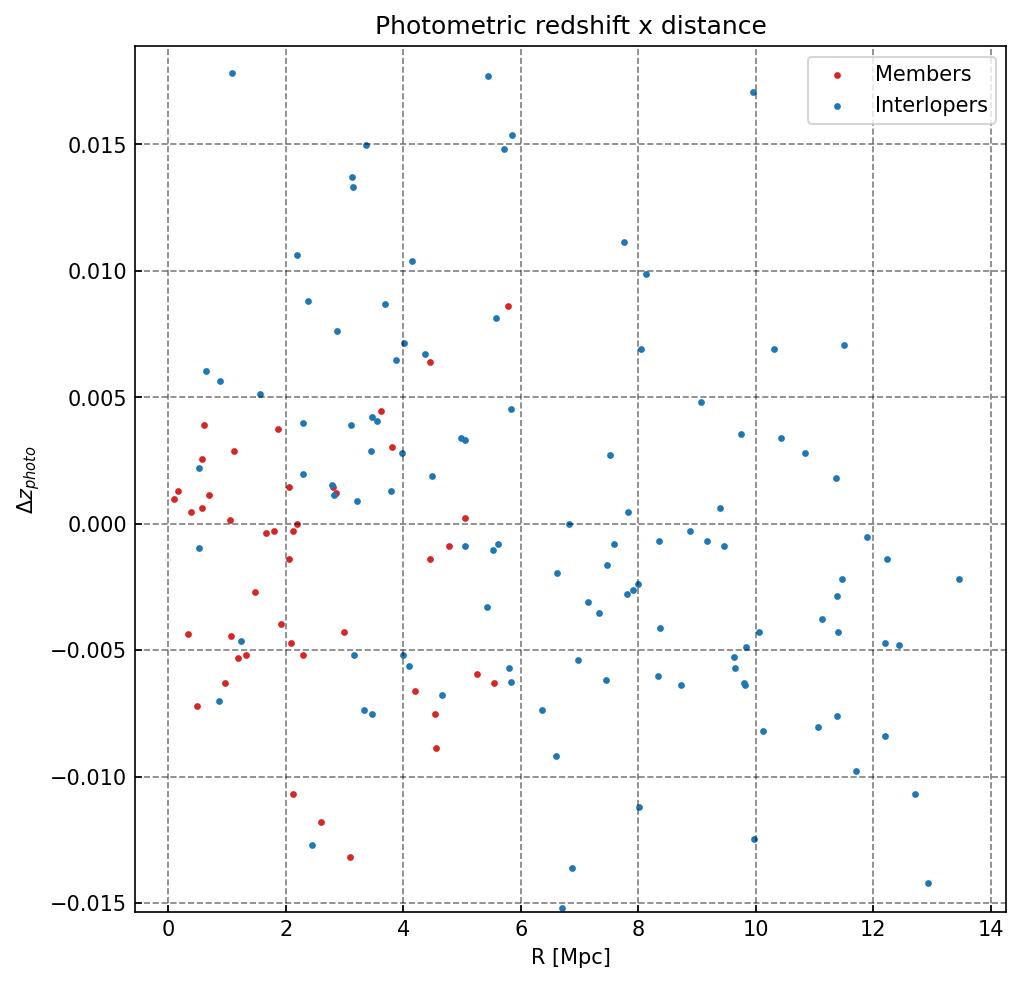 Photometric redshift x distance
Members
Interlopers
0.015
0.010
0.005
0.000
−0.005
−0.010
−0.015
Δz_photo
0 2 4 6 8 10 12 14
R [Mpc]